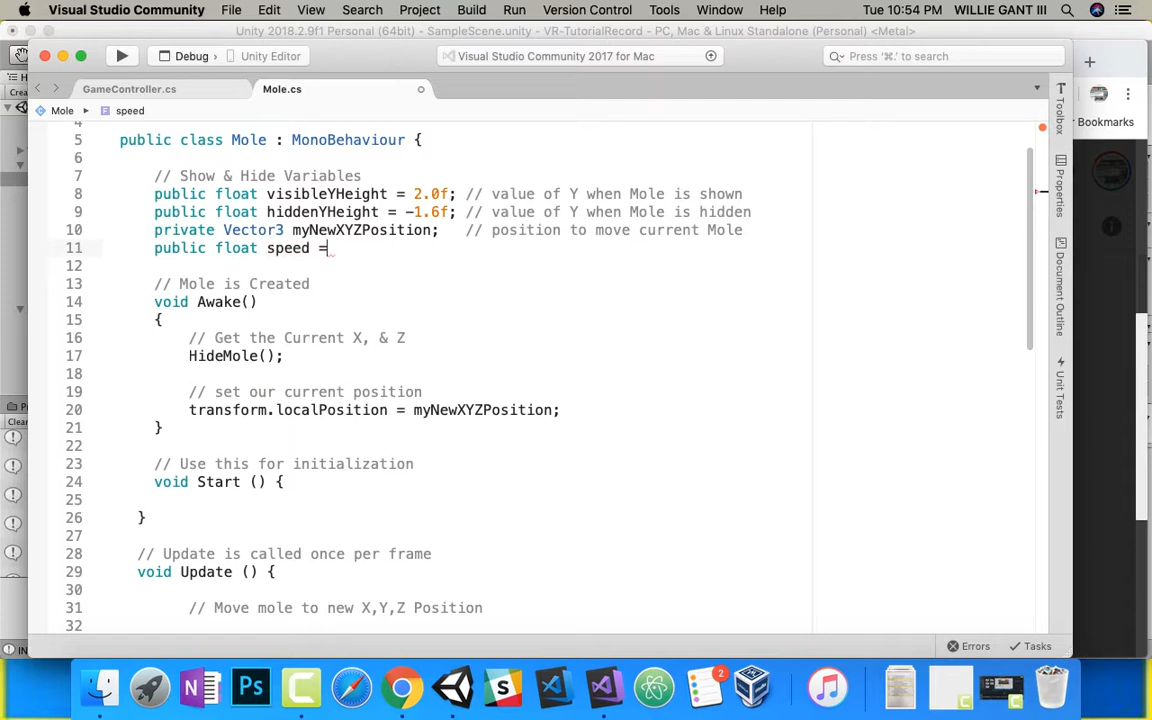 Visual Studio Community File Edit View Search Project Build Run Version Control Tools Window Help Tue 10:54 PM WILLIE GANT III
Unity 2018.2.9f1 Personal (64bit) - SampleScene.unity - VR-TutorialRecord - PC, Mac & Linux Standalone (Personal) <Metal>
Debug Unity Editor Visual Studio Community 2017 for Mac Press '⌘.' to search
GameController.cs Mole.cs
Mole speed
4
5 public class Mole : MonoBehaviour {
6
7 // Show & Hide Variables
8 public float visibleYHeight = 2.0f; // value of Y when Mole is shown
9 public float hiddenYHeight = -1.6f; // value of Y when Mole is hidden
10 private Vector3 myNewXYZPosition; // position to move current Mole
11 public float speed =
12
13 // Mole is Created
14 void Awake()
15 {
16 // Get the Current X, & Z
17 HideMole();
18
19 // set our current position
20 transform.localPosition = myNewXYZPosition;
21 }
22
23 // Use this for initialization
24 void Start () {
25
26 }
27
28 // Update is called once per frame
29 void Update () {
30
31 // Move mole to new X,Y,Z Position
32
Toolbox
Properties
Document Outline
Unit Tests
Bookmarks
Errors Tasks
Crea
Clear
2